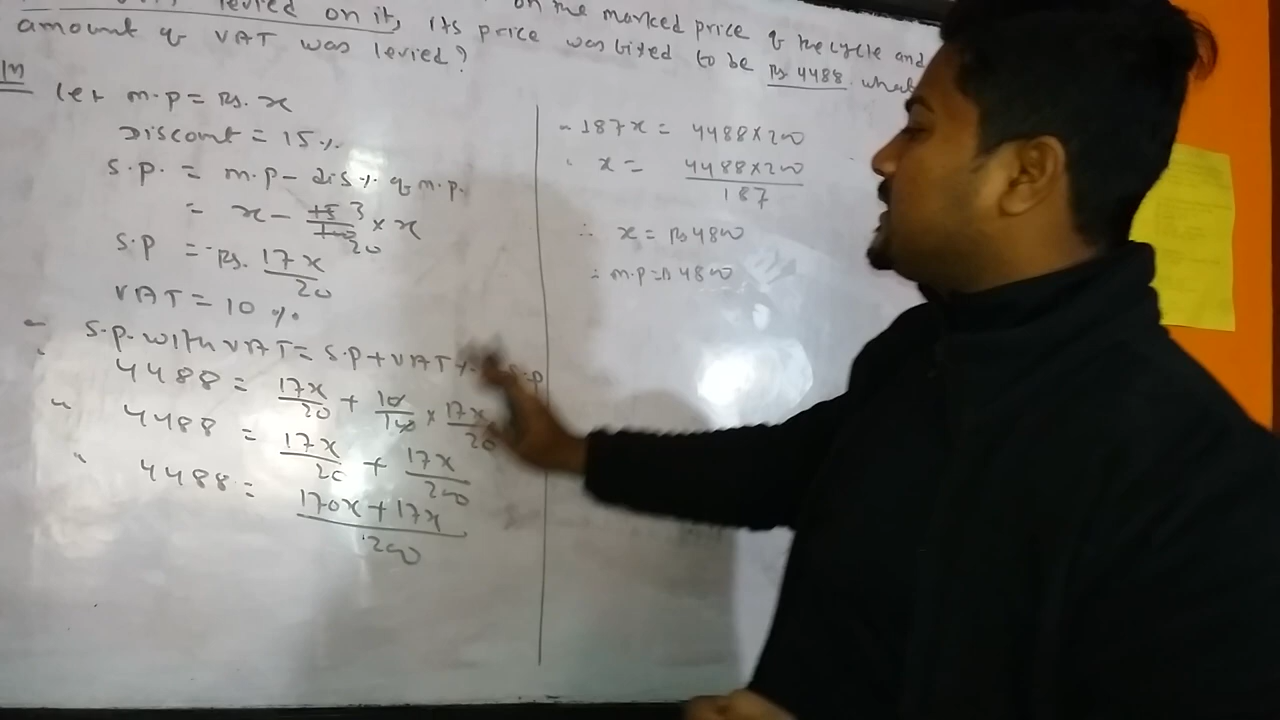 levied on it, its price was listed to be Rs 4488. what
on the marked price of the cycle and
amount of VAT was levied?
Let m.p = Rs. x
Discount = 15%.
S.P. = m.p - dis% of m.p.
= x - 15/100 3/20 × x
S.P = Rs. 17x/20
VAT = 10 %
S.P. with VAT = S.P + VAT % S.P
4488 = 17x/20 + 10/100 × 17x/20
4488 = 17x/20 + 17x/200
4488 = 170x + 17x/200
187x = 4488×200
x = 4488×200/187
∴ x = Rs 4800
∴ m.p = Rs 4800